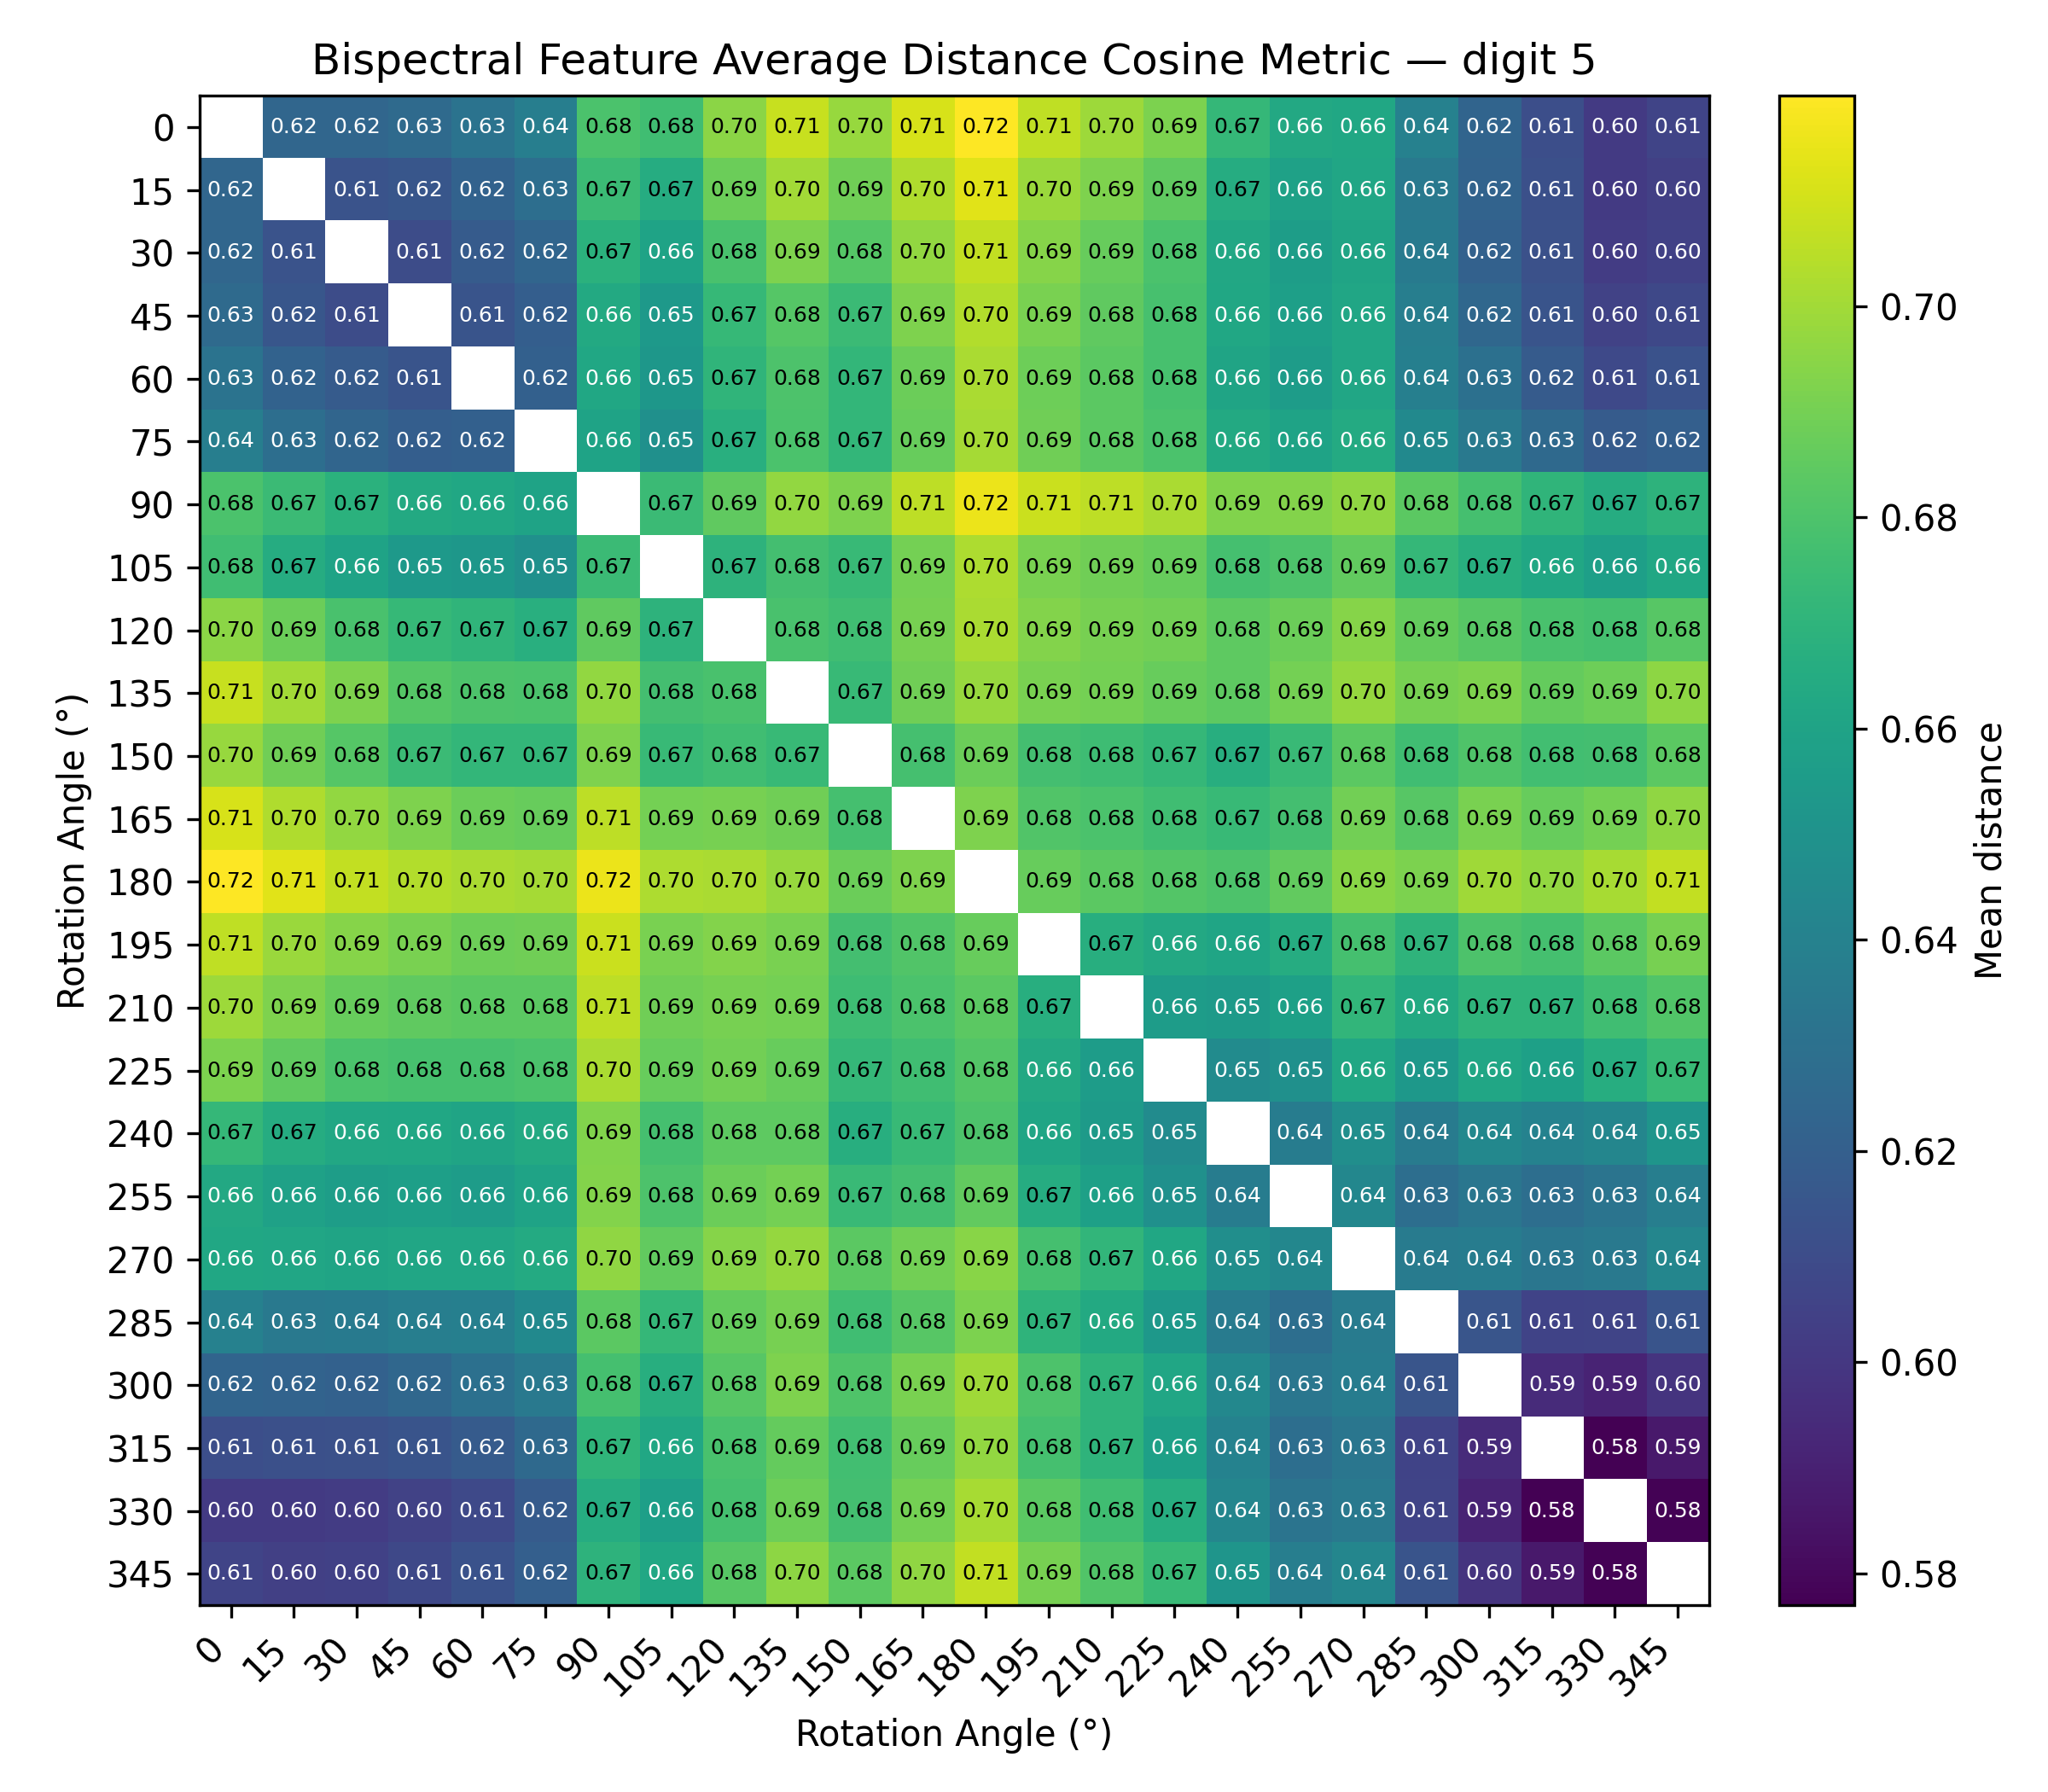 Bispectral Feature Average Distance Cosine Metric — digit 5
0 0.62 0.62 0.63 0.63 0.64 0.68 0.68 0.70 0.71 0.70 0.71 0.72 0.71 0.70 0.69 0.67 0.66 0.66 0.64 0.62 0.61 0.60 0.61
15 0.62 0.61 0.62 0.62 0.63 0.67 0.67 0.69 0.70 0.69 0.70 0.71 0.70 0.69 0.69 0.67 0.66 0.66 0.63 0.62 0.61 0.60 0.60
30 0.62 0.61 0.61 0.62 0.62 0.67 0.66 0.68 0.69 0.68 0.70 0.71 0.69 0.69 0.68 0.66 0.66 0.66 0.64 0.62 0.61 0.60 0.60
45 0.63 0.62 0.61 0.61 0.62 0.66 0.65 0.67 0.68 0.67 0.69 0.70 0.69 0.68 0.68 0.66 0.66 0.66 0.64 0.62 0.61 0.60 0.61
60 0.63 0.62 0.62 0.61 0.62 0.66 0.65 0.67 0.68 0.67 0.69 0.70 0.69 0.68 0.68 0.66 0.66 0.66 0.64 0.63 0.62 0.61 0.61
75 0.64 0.63 0.62 0.62 0.62 0.66 0.65 0.67 0.68 0.67 0.69 0.70 0.69 0.68 0.68 0.66 0.66 0.66 0.65 0.63 0.63 0.62 0.62
90 0.68 0.67 0.67 0.66 0.66 0.66 0.67 0.69 0.70 0.69 0.71 0.72 0.71 0.71 0.70 0.69 0.69 0.70 0.68 0.68 0.67 0.67 0.67
105 0.68 0.67 0.66 0.65 0.65 0.65 0.67 0.67 0.68 0.67 0.69 0.70 0.69 0.69 0.69 0.68 0.68 0.69 0.67 0.67 0.66 0.66 0.66
120 0.70 0.69 0.68 0.67 0.67 0.67 0.69 0.67 0.68 0.68 0.69 0.70 0.69 0.69 0.69 0.68 0.69 0.69 0.69 0.68 0.68 0.68 0.68
135 0.71 0.70 0.69 0.68 0.68 0.68 0.70 0.68 0.68 0.67 0.69 0.70 0.69 0.69 0.69 0.68 0.69 0.70 0.69 0.69 0.69 0.69 0.70
150 0.70 0.69 0.68 0.67 0.67 0.67 0.69 0.67 0.68 0.67 0.68 0.69 0.68 0.68 0.67 0.67 0.67 0.68 0.68 0.68 0.68 0.68 0.68
165 0.71 0.70 0.70 0.69 0.69 0.69 0.71 0.69 0.69 0.69 0.68 0.69 0.68 0.68 0.68 0.67 0.68 0.69 0.68 0.69 0.69 0.69 0.70
180 0.72 0.71 0.71 0.70 0.70 0.70 0.72 0.70 0.70 0.70 0.69 0.69 0.69 0.68 0.68 0.68 0.69 0.69 0.69 0.70 0.70 0.70 0.71
195 0.71 0.70 0.69 0.69 0.69 0.69 0.71 0.69 0.69 0.69 0.68 0.68 0.69 0.67 0.66 0.66 0.67 0.68 0.67 0.68 0.68 0.68 0.69
210 0.70 0.69 0.69 0.68 0.68 0.68 0.71 0.69 0.69 0.69 0.68 0.68 0.68 0.67 0.66 0.65 0.66 0.67 0.66 0.67 0.67 0.68 0.68
225 0.69 0.69 0.68 0.68 0.68 0.68 0.70 0.69 0.69 0.69 0.67 0.68 0.68 0.66 0.66 0.65 0.65 0.66 0.65 0.66 0.66 0.67 0.67
240 0.67 0.67 0.66 0.66 0.66 0.66 0.69 0.68 0.68 0.68 0.67 0.67 0.68 0.66 0.65 0.65 0.64 0.65 0.64 0.64 0.64 0.64 0.65
255 0.66 0.66 0.66 0.66 0.66 0.66 0.69 0.68 0.69 0.69 0.67 0.68 0.69 0.67 0.66 0.65 0.64 0.64 0.63 0.63 0.63 0.63 0.64
270 0.66 0.66 0.66 0.66 0.66 0.66 0.70 0.69 0.69 0.70 0.68 0.69 0.69 0.68 0.67 0.66 0.65 0.64 0.64 0.64 0.63 0.63 0.64
285 0.64 0.63 0.64 0.64 0.64 0.65 0.68 0.67 0.69 0.69 0.68 0.68 0.69 0.67 0.66 0.65 0.64 0.63 0.64 0.61 0.61 0.61 0.61
300 0.62 0.62 0.62 0.62 0.63 0.63 0.68 0.67 0.68 0.69 0.68 0.69 0.70 0.68 0.67 0.66 0.64 0.63 0.64 0.61 0.59 0.59 0.60
315 0.61 0.61 0.61 0.61 0.62 0.63 0.67 0.66 0.68 0.69 0.68 0.69 0.70 0.68 0.67 0.66 0.64 0.63 0.63 0.61 0.59 0.58 0.59
330 0.60 0.60 0.60 0.60 0.61 0.62 0.67 0.66 0.68 0.69 0.68 0.69 0.70 0.68 0.68 0.67 0.64 0.63 0.63 0.61 0.59 0.58 0.58
345 0.61 0.60 0.60 0.61 0.61 0.62 0.67 0.66 0.68 0.70 0.68 0.70 0.71 0.69 0.68 0.67 0.65 0.64 0.64 0.61 0.60 0.59 0.58
0 15 30 45 60 75 90 105 120 135 150 165 180 195 210 225 240 255 270 285 300 315 330 345
Rotation Angle (°)
Rotation Angle (°)
0.70
0.68
0.66
0.64
0.62
0.60
0.58
Mean distance